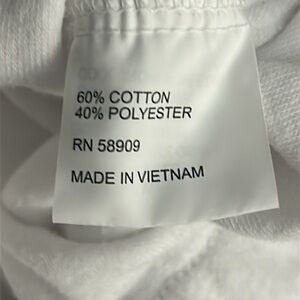 60% COTTON
40% POLYESTER
RN 58909
MADE IN VIETNAM